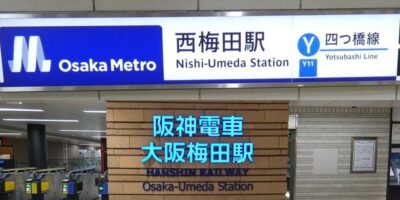 Osaka Metro
西梅田駅
Nishi-Umeda Station
Y
Y11
四つ橋線
Yotsubashi Line
阪神電車
大阪梅田駅
HANSHIN RAILWAY
Osaka-Umeda Station